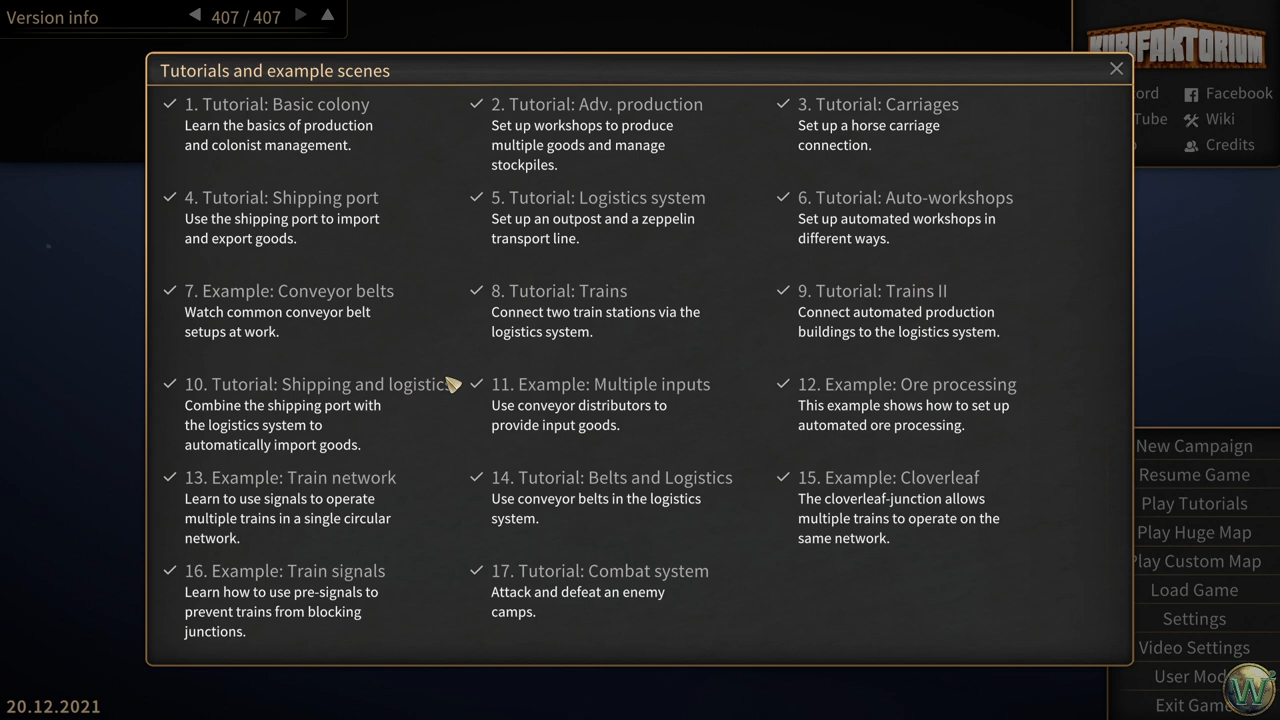 Version info
407 / 407
KUBIFAKTORIUM
Tutorials and example scenes
1. Tutorial: Basic colony
Learn the basics of production
and colonist management.
2. Tutorial: Adv. production
Set up workshops to produce
multiple goods and manage
stockpiles.
3. Tutorial: Carriages
Set up a horse carriage
connection.
4. Tutorial: Shipping port
Use the shipping port to import
and export goods.
5. Tutorial: Logistics system
Set up an outpost and a zeppelin
transport line.
6. Tutorial: Auto-workshops
Set up automated workshops in
different ways.
7. Example: Conveyor belts
Watch common conveyor belt
setups at work.
8. Tutorial: Trains
Connect two train stations via the
logistics system.
9. Tutorial: Trains II
Connect automated production
buildings to the logistics system.
10. Tutorial: Shipping and logistics
Combine the shipping port with
the logistics system to
automatically import goods.
11. Example: Multiple inputs
Use conveyor distributors to
provide input goods.
12. Example: Ore processing
This example shows how to set up
automated ore processing.
13. Example: Train network
Learn to use signals to operate
multiple trains in a single circular
network.
14. Tutorial: Belts and Logistics
Use conveyor belts in the logistics
system.
15. Example: Cloverleaf
The cloverleaf-junction allows
multiple trains to operate on the
same network.
16. Example: Train signals
Learn how to use pre-signals to
prevent trains from blocking
junctions.
17. Tutorial: Combat system
Attack and defeat an enemy
camps.
ord Facebook
Tube Wiki
Credits
New Campaign
Resume Game
Play Tutorials
Play Huge Map
Play Custom Map
Load Game
Settings
Video Settings
User Mod
Exit Game
W
20.12.2021